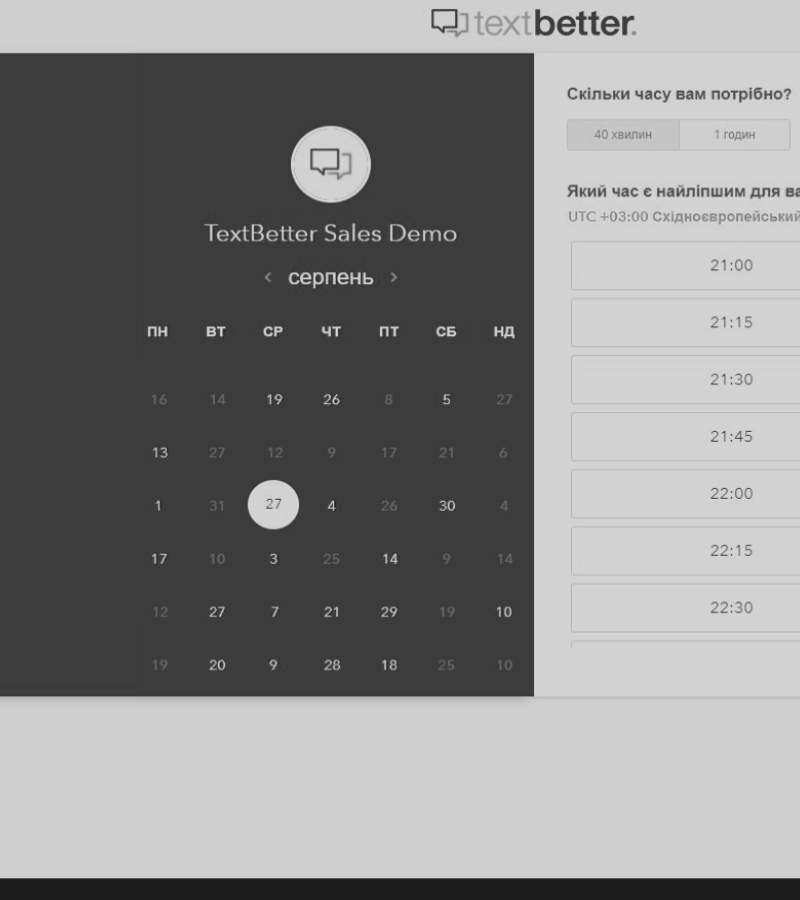 textbetter.
TextBetter Sales Demo
< серпень >
ПН ВТ СР ЧТ ПТ СБ НД
16 14 19 26 8 5 27
13 27 12 9 17 21 6
1 31 27 4 26 30 4
17 10 3 25 14 9 14
12 27 7 21 29 19 10
19 20 9 28 18 25 10
Скільки часу вам потрібно?
40 хвилин 1 годин
Який час є найліпшим для ва
UTC +03:00 Східноєвропейський
21:00
21:15
21:30
21:45
22:00
22:15
22:30